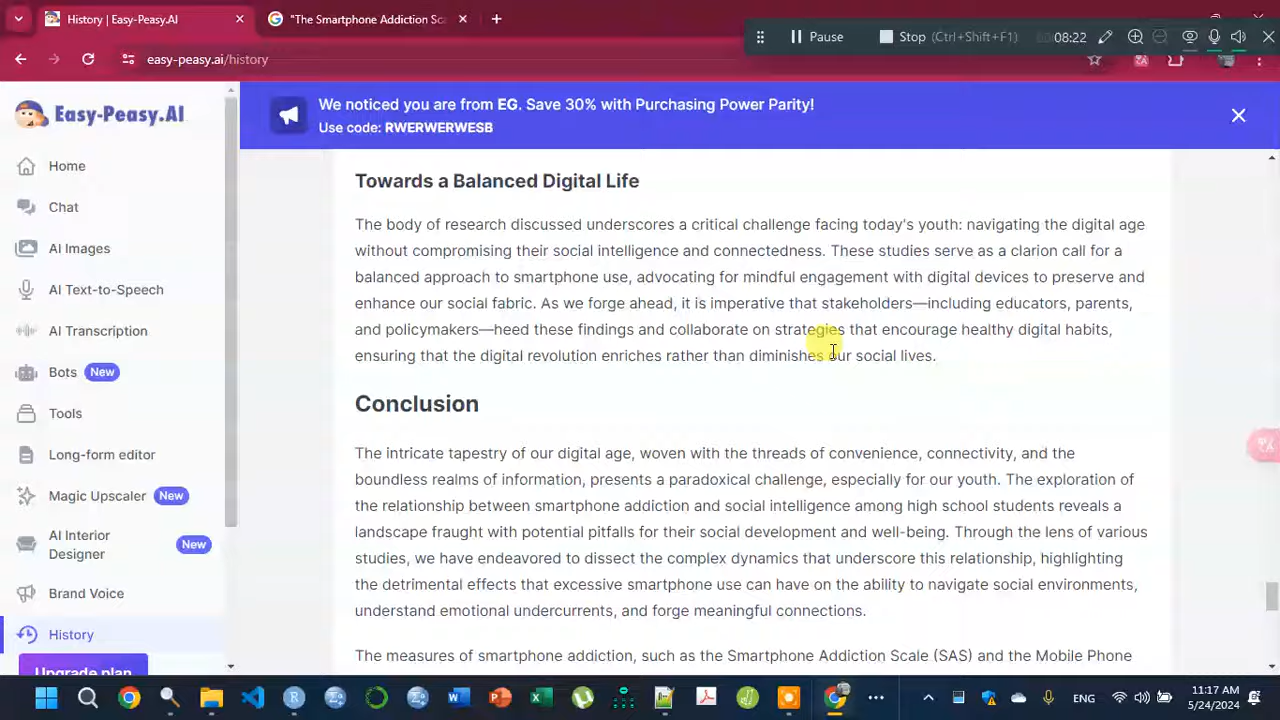 History | Easy-Peasy.AI
"The Smartphone Addiction Sca
Pause
Stop (Ctrl+Shift+F1)
08:22
easy-peasy.ai/history
Easy-Peasy.AI
Home
Chat
AI Images
AI Text-to-Speech
AI Transcription
Bots New
Tools
Long-form editor
Magic Upscaler New
AI Interior
Designer
New
Brand Voice
History
Upgrade plan
We noticed you are from EG. Save 30% with Purchasing Power Parity!
Use code: RWERWERWESB
Towards a Balanced Digital Life
The body of research discussed underscores a critical challenge facing today's youth: navigating the digital age
without compromising their social intelligence and connectedness. These studies serve as a clarion call for a
balanced approach to smartphone use, advocating for mindful engagement with digital devices to preserve and
enhance our social fabric. As we forge ahead, it is imperative that stakeholders—including educators, parents,
and policymakers—heed these findings and collaborate on strategies that encourage healthy digital habits,
ensuring that the digital revolution enriches rather than diminishes our social lives.
Conclusion
The intricate tapestry of our digital age, woven with the threads of convenience, connectivity, and the
boundless realms of information, presents a paradoxical challenge, especially for our youth. The exploration of
the relationship between smartphone addiction and social intelligence among high school students reveals a
landscape fraught with potential pitfalls for their social development and well-being. Through the lens of various
studies, we have endeavored to dissect the complex dynamics that underscore this relationship, highlighting
the detrimental effects that excessive smartphone use can have on the ability to navigate social environments,
understand emotional undercurrents, and forge meaningful connections.
The measures of smartphone addiction, such as the Smartphone Addiction Scale (SAS) and the Mobile Phone
ENG
11:17 AM
5/24/2024